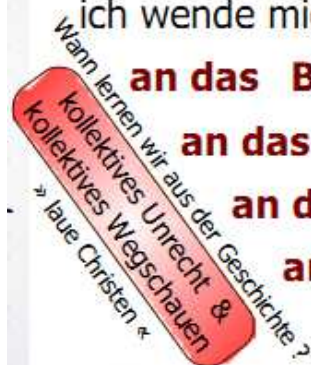 ich wende
an das B
an das
an d
Wann lernen wir aus der Geschichte ?
kollektives Unrecht &
kollektives Wegschauen
» laue Christen «